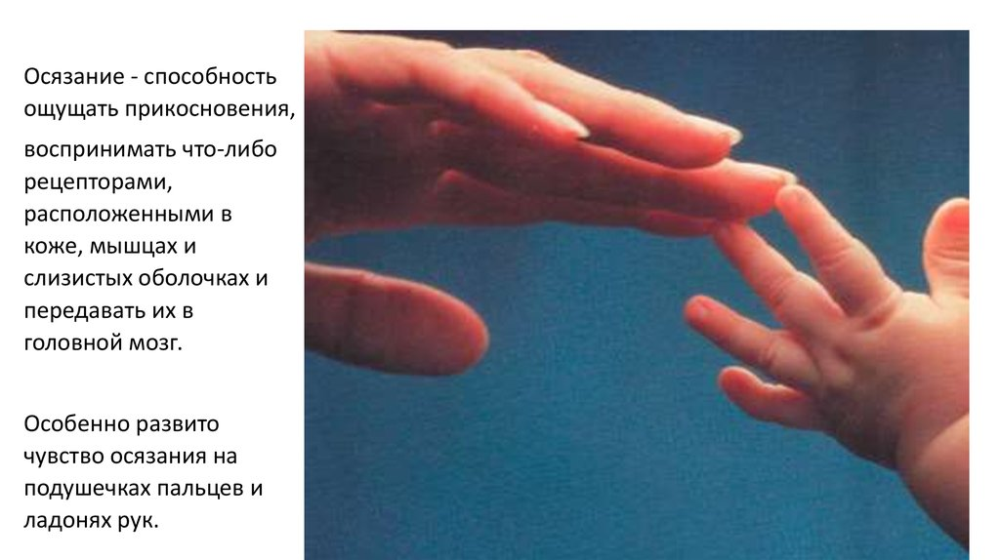 Осязание - способность
ощущать прикосновения,
воспринимать что-либо
рецепторами,
расположенными в
коже, мышцах и
слизистых оболочках и
передавать их в
головной мозг.
Особенно развито
чувство осязания на
подушечках пальцев и
ладонях рук.